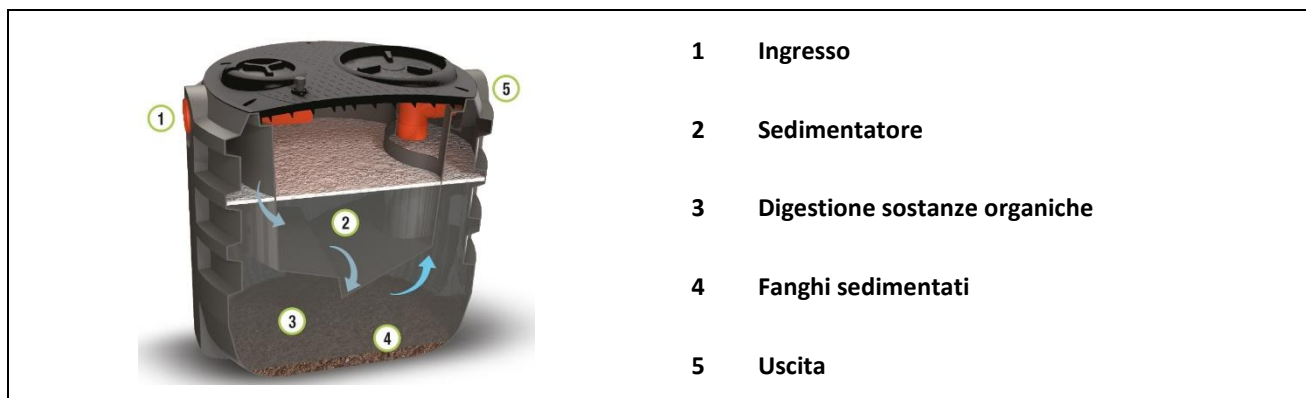 1 Ingresso
2 Sedimentatore
3 Digestione sostanze organiche
4 Fanghi sedimentati
5 Uscita
1
5
2
3
4